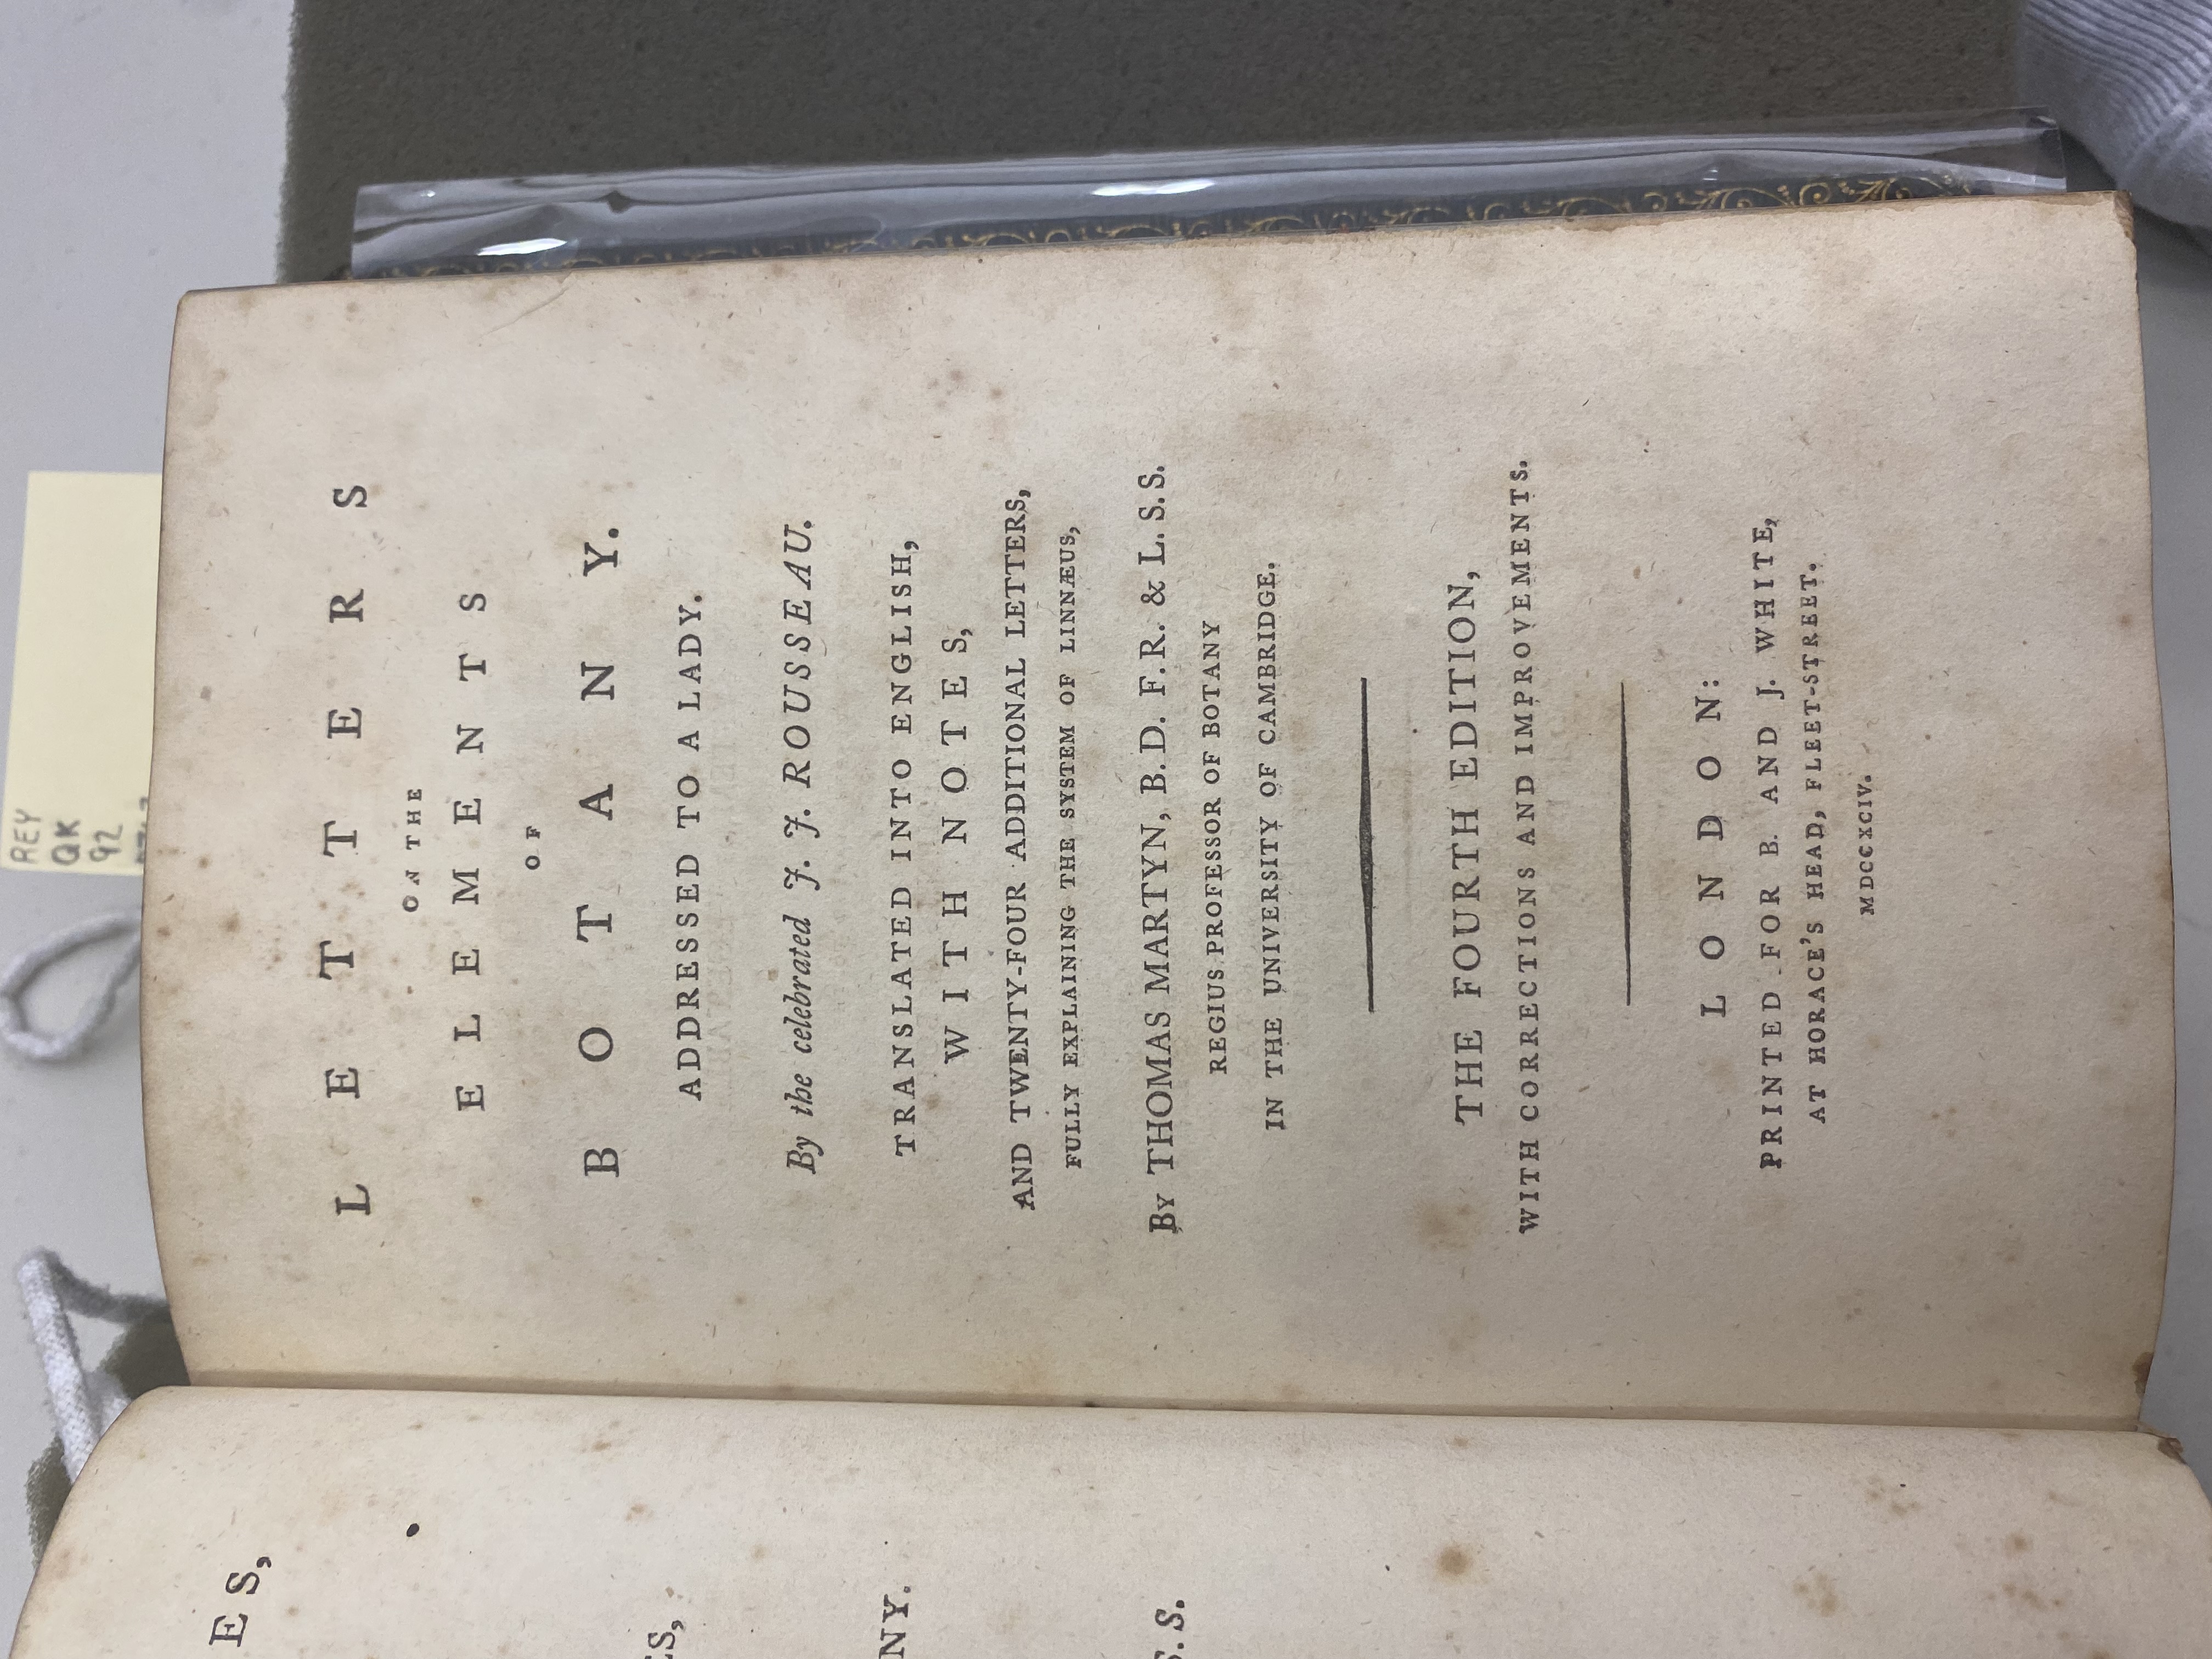 REY
QK
92
ES,
ES,
NY.
S. S.
LETTERS
ON THE
ELEMENTS
OF
BOTANY.
ADDRESSED TO A LADY.
By the celebrated J. J. ROUSSEAU.
TRANSLATED INTO ENGLISH,
WITH NOTES,
AND TWENTY-FOUR ADDITIONAL LETTERS,
FULLY EXPLAINING THE SYSTEM OF LINNÆUS,
BY THOMAS MARTYN, B. D. F. R. & L. S. S.
REGIUS PROFESSOR OF BOTANY
IN THE UNIVERSITY OF CAMBRIDGE.
THE FOURTH EDITION,
WITH CORRECTIONS AND IMPROVEMENTS.
LONDON:
PRINTED FOR B. AND J. WHITE,
AT HORACE'S HEAD, FLEET-STREET.
MDCCXCIV.